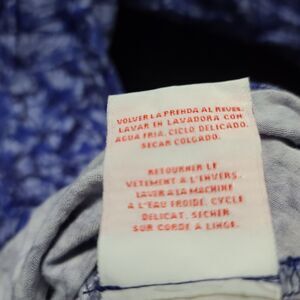 VOLVER LA PRENDA AL REVES.
LAVAR EN LAVADORA CON
AGUA FRIA, CICLO DELICADO.
SECAR COLGADO.
RETOURNER LE
VETEMENT A L'ENVERS.
LAVER A LA MACHINE
A L'EAU FROIDE, CYCLE
DELICAT. SECHER
SUR CORDE A LINGE.